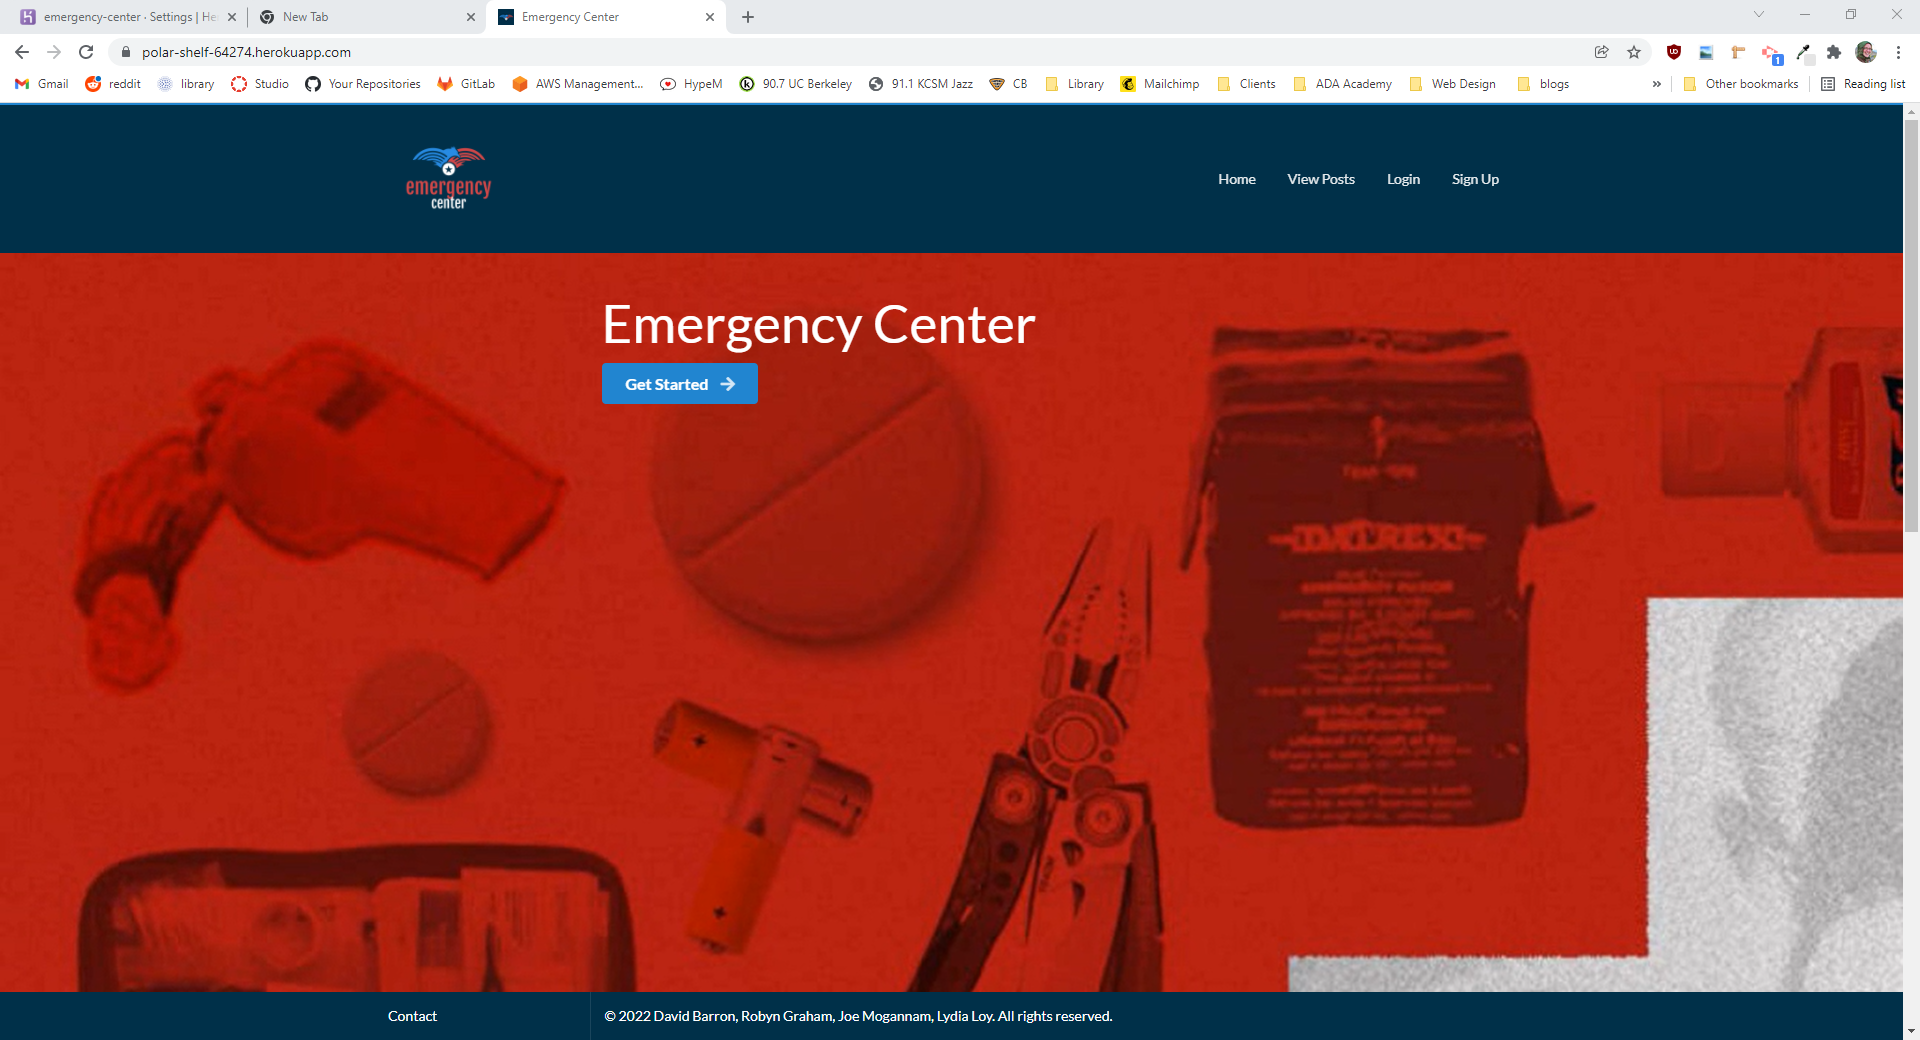 emergency-center · Settings | He
New Tab
Emergency Center
polar-shelf-64274.herokuapp.com
1
Gmail reddit library Studio Your Repositories GitLab AWS Management... HypeM 90.7 UC Berkeley 91.1 KCSM Jazz CB Library Mailchimp Clients ADA Academy Web Design blogs » Other bookmarks Reading list
emergency
center
Home View Posts Login Sign Up
Emergency Center
Get Started
DATREX
Contact
© 2022 David Barron, Robyn Graham, Joe Mogannam, Lydia Loy. All rights reserved.